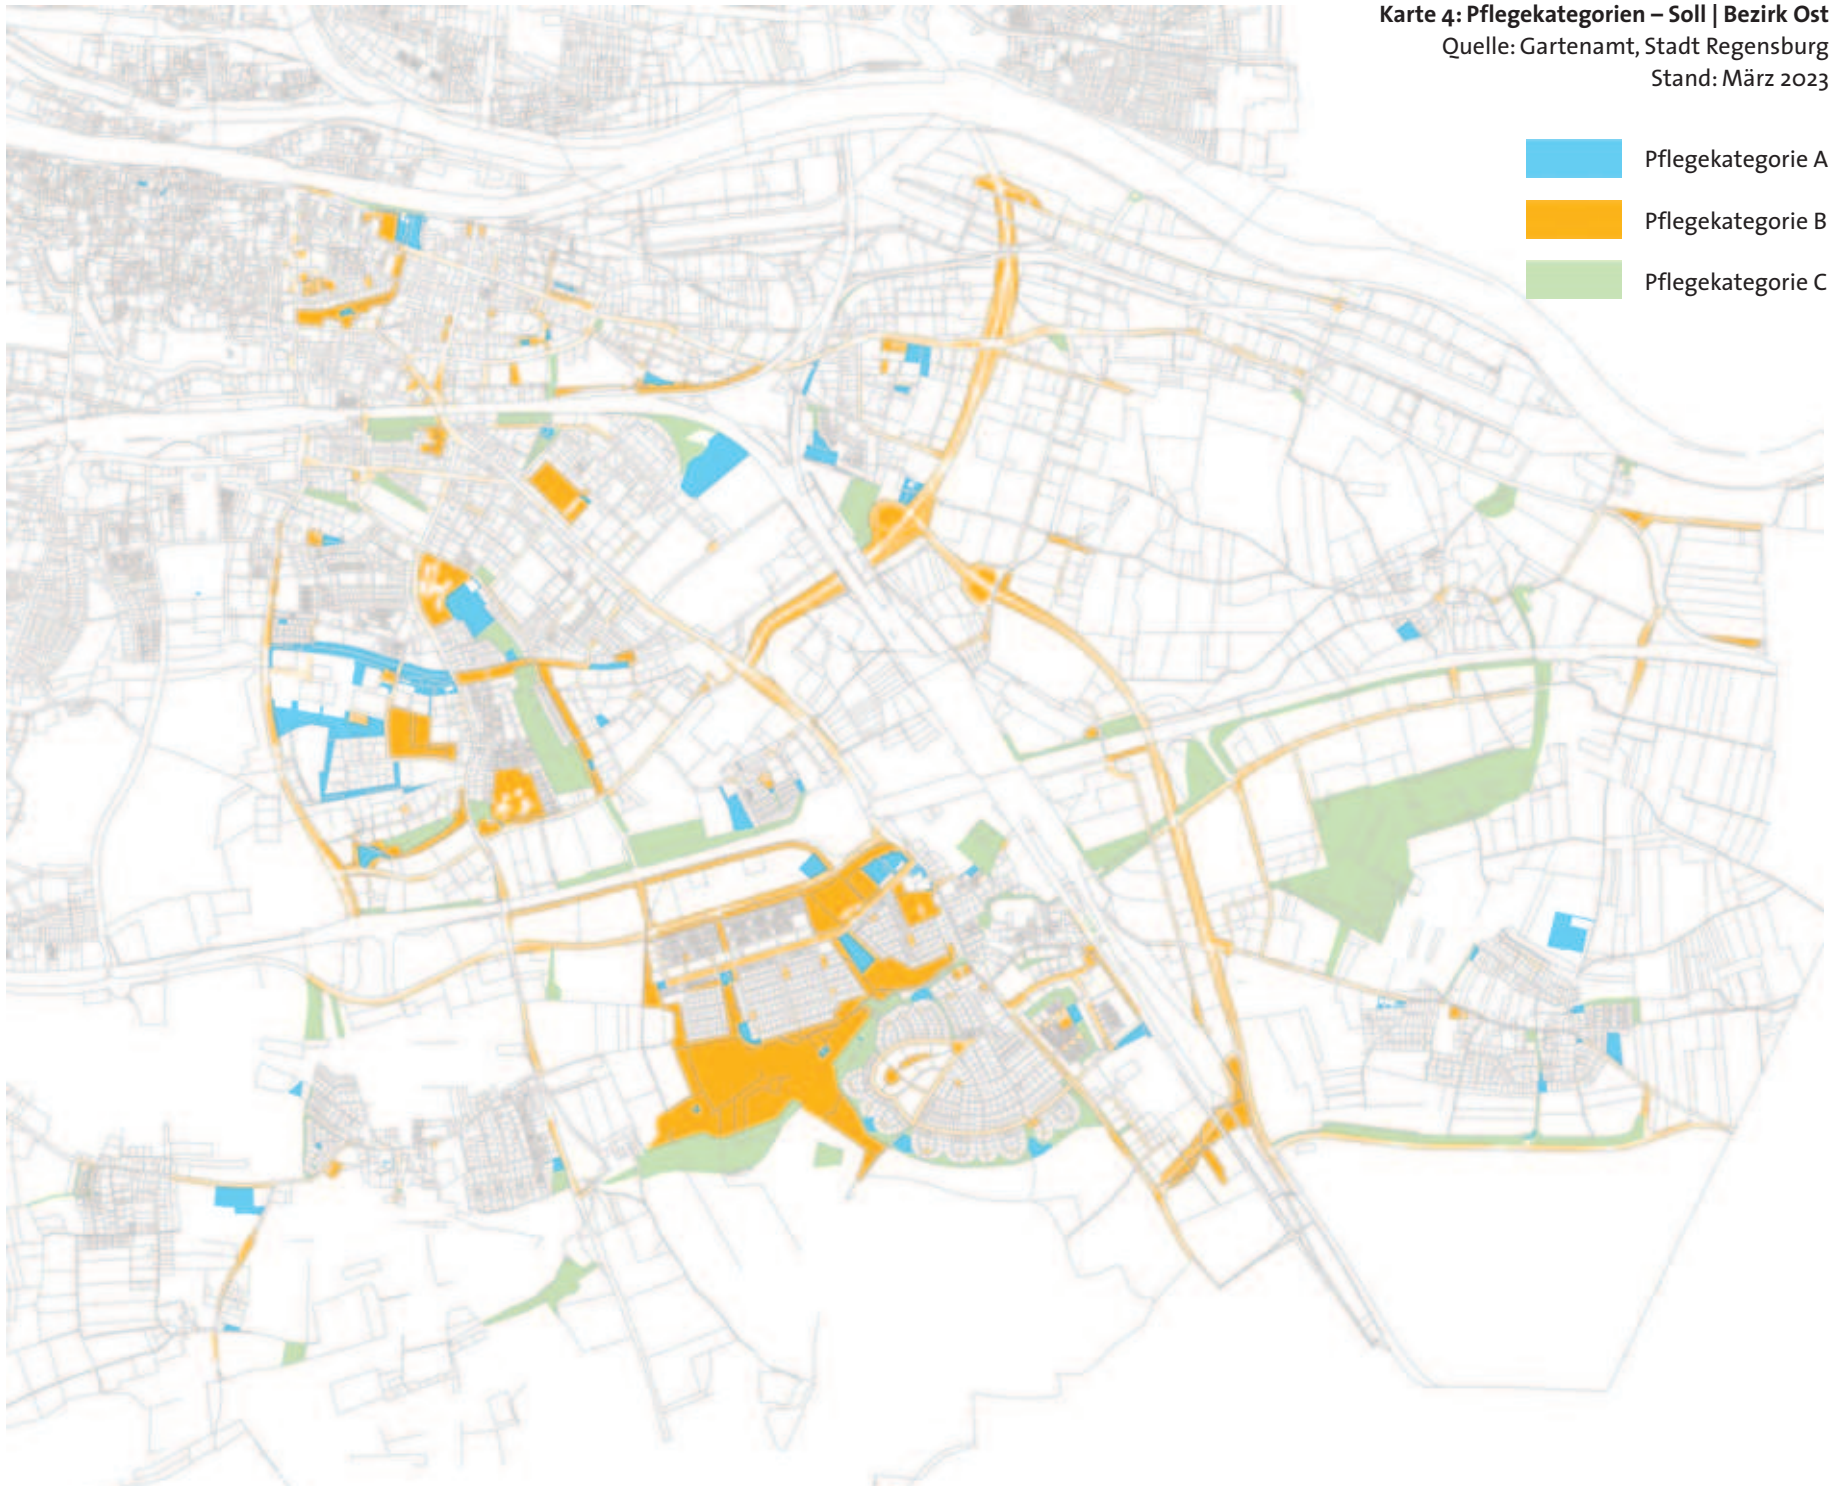 Karte 4: Pflegekategorien – Soll | Bezirk Ost
Quelle: Gartenamt, Stadt Regensburg
Stand: März 2023
Pflegekategorie A
Pflegekategorie B
Pflegekategorie C